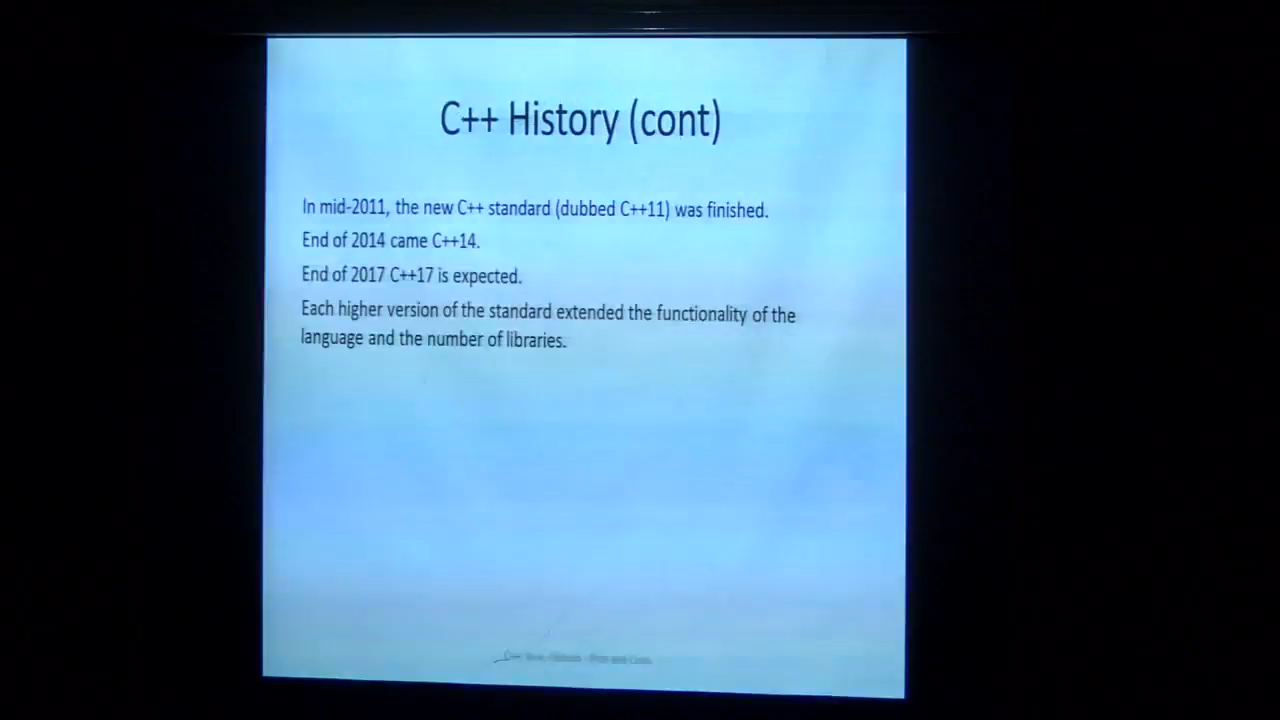 C++ History (cont)
In mid-2011, the new C++ standard (dubbed C++11) was finished.
End of 2014 came C++14.
End of 2017 C++17 is expected.
Each higher version of the standard extended the functionality of the
language and the number of libraries.
C++